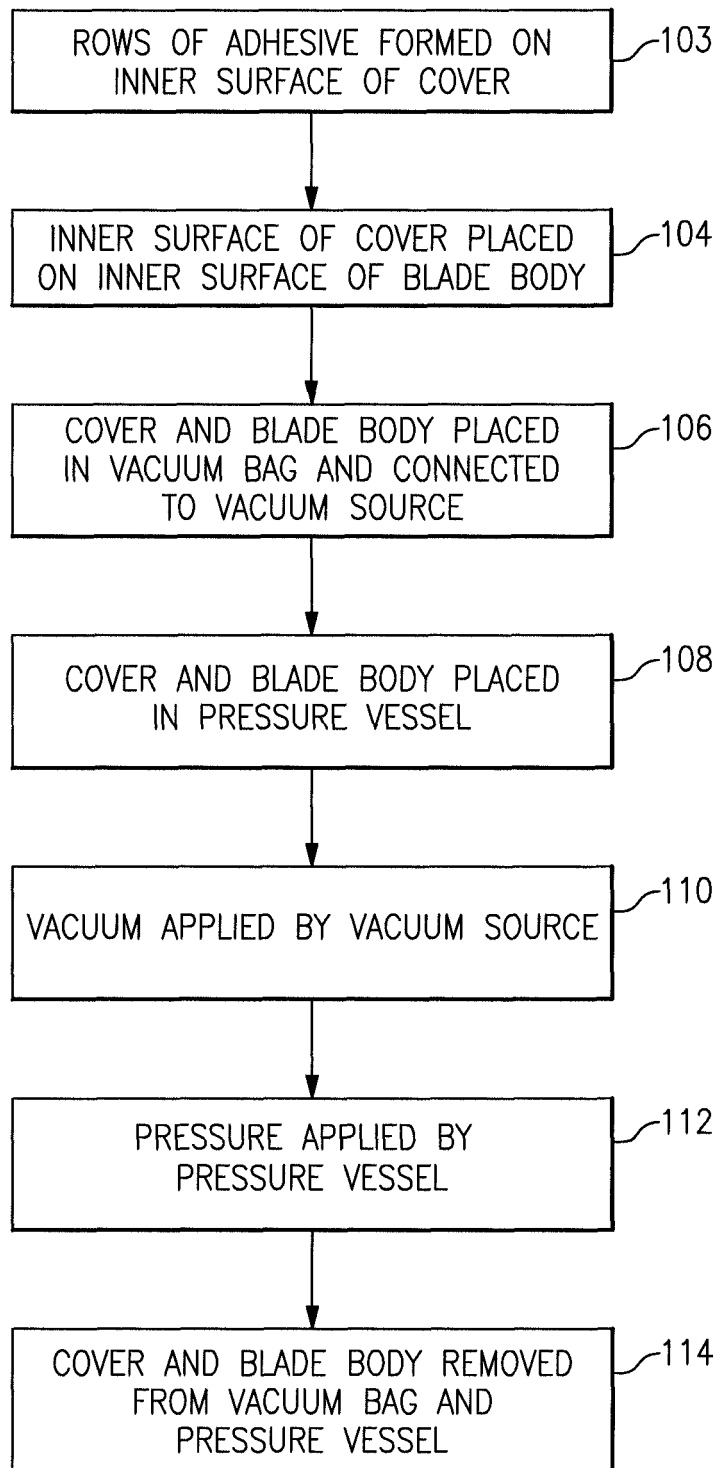 ROWS OF ADHESIVE FORMED ON
INNER SURFACE OF COVER
103
INNER SURFACE OF COVER PLACED
ON INNER SURFACE OF BLADE BODY
104
COVER AND BLADE BODY PLACED
IN VACUUM BAG AND CONNECTED
TO VACUUM SOURCE
106
COVER AND BLADE BODY PLACED
IN PRESSURE VESSEL
108
VACUUM APPLIED BY VACUUM SOURCE
110
PRESSURE APPLIED BY
PRESSURE VESSEL
112
COVER AND BLADE BODY REMOVED
FROM VACUUM BAG AND
PRESSURE VESSEL
114